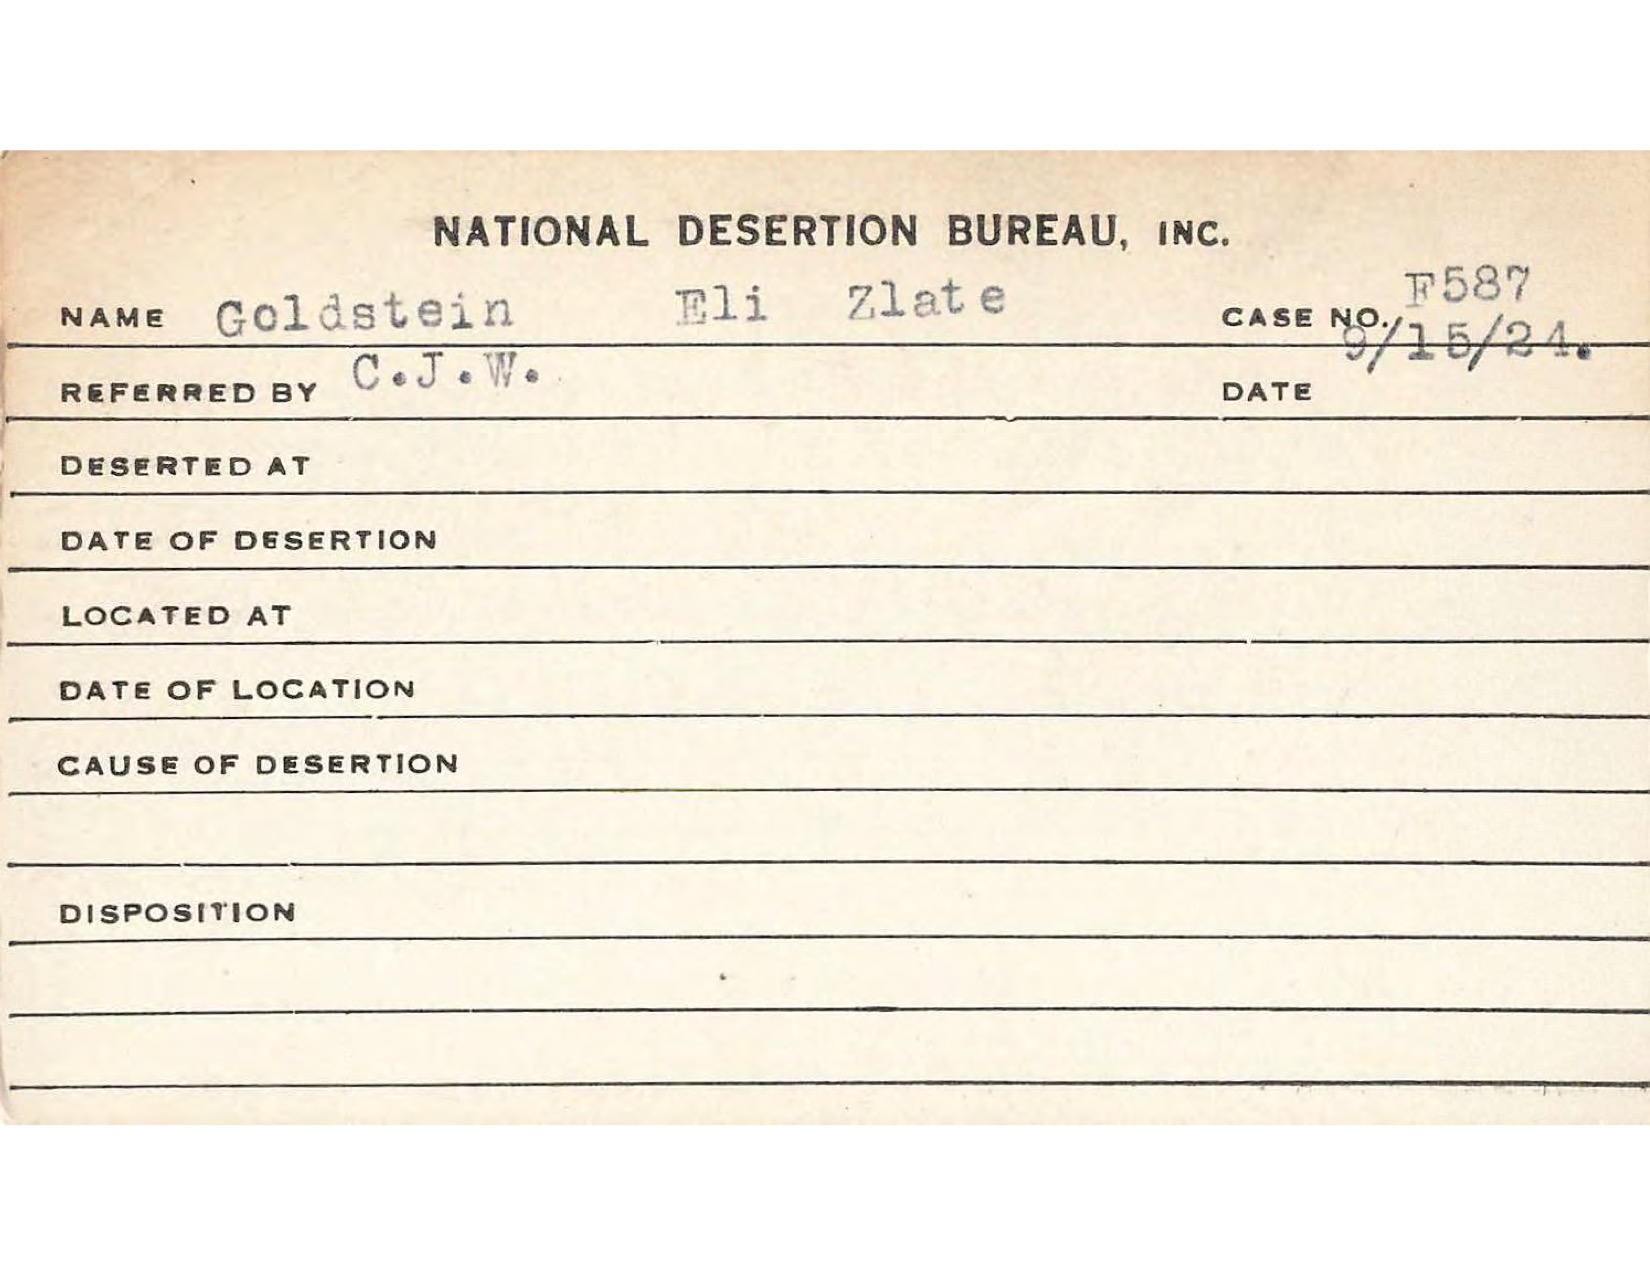 NATIONAL DESERTION BUREAU, INC.
NAME Goldstein Eli Zlate CASE NO. F587
REFERRED BY C.J.W. DATE 9/15/24.
DESERTED AT
DATE OF DESERTION
LOCATED AT
DATE OF LOCATION
CAUSE OF DESERTION
DISPOSITION